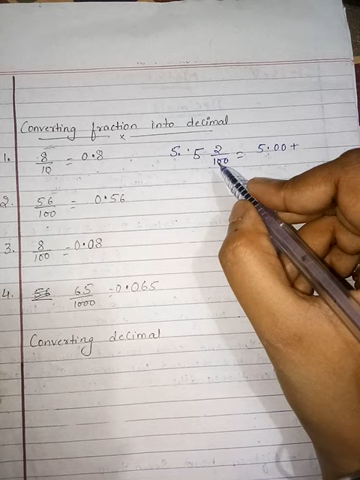 Converting fraction into decimal
1. 8/10 = 0.8
2. 56/100 = 0.56
3. 8/100 = 0.08
4. 56 65/1000 = 0.065
5. 5 2/100 = 5.00+
Converting decimal